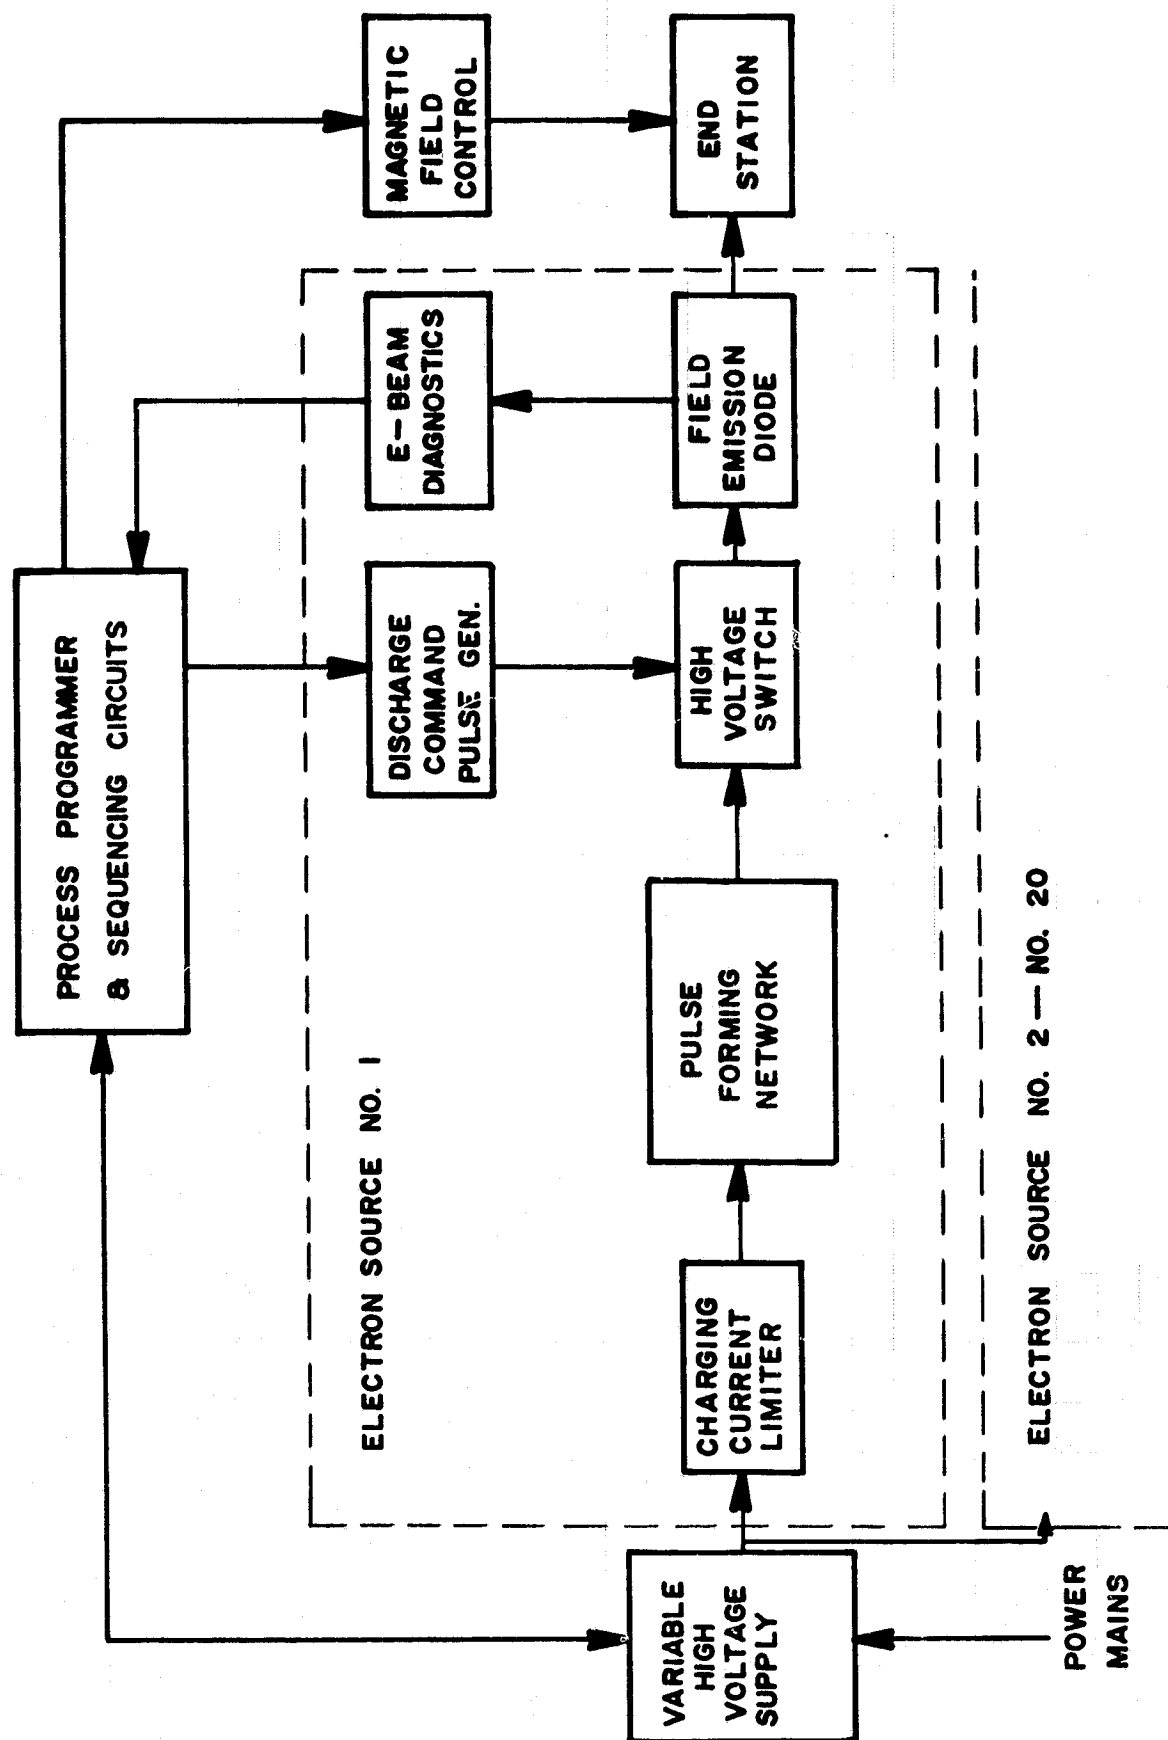 PROCESS PROGRAMMER
& SEQUENCING CIRCUITS
MAGNETIC
FIELD
CONTROL
ELECTRON SOURCE NO. 1
DISCHARGE
COMMAND
PULSE GEN.
E-BEAM
DIAGNOSTICS
VARIABLE
HIGH
VOLTAGE
SUPPLY
CHARGING
CURRENT
LIMITER
PULSE
FORMING
NETWORK
HIGH
VOLTAGE
SWITCH
FIELD
EMISSION
DIODE
END
STATION
POWER
MAINS
ELECTRON SOURCE NO. 2 — NO. 20